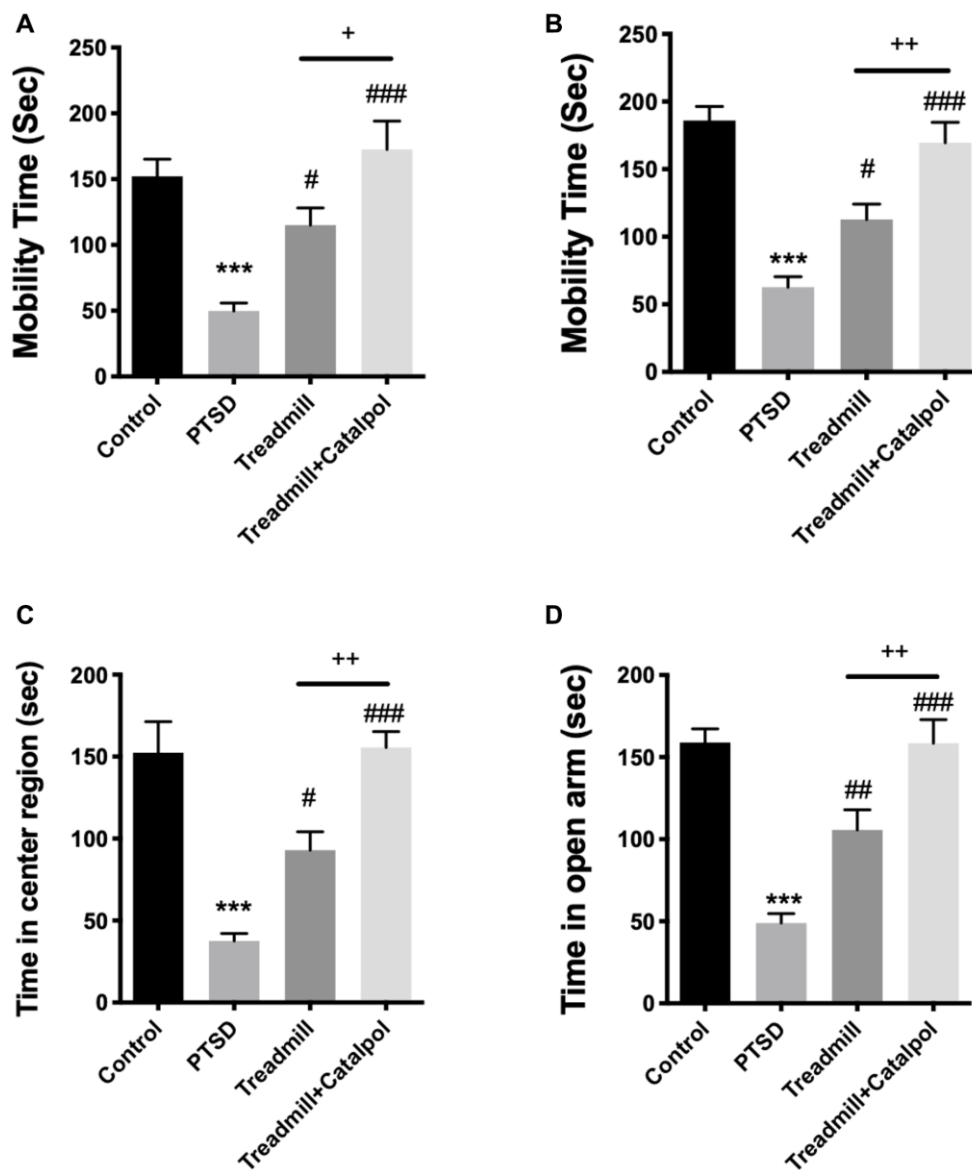 A
Mobility Time (Sec)
250
200
150
100
50
0
+
***
#
###
Control
PTSD
Treadmill
Treadmill+Catalpol
B
Mobility Time (Sec)
250
200
150
100
50
0
++
***
#
###
Control
PTSD
Treadmill
Treadmill+Catalpol
C
Time in center region (sec)
200
150
100
50
0
++
***
#
###
Control
PTSD
Treadmill
Treadmill+Catalpol
D
Time in open arm (sec)
200
150
100
50
0
++
***
##
###
Control
PTSD
Treadmill
Treadmill+Catalpol